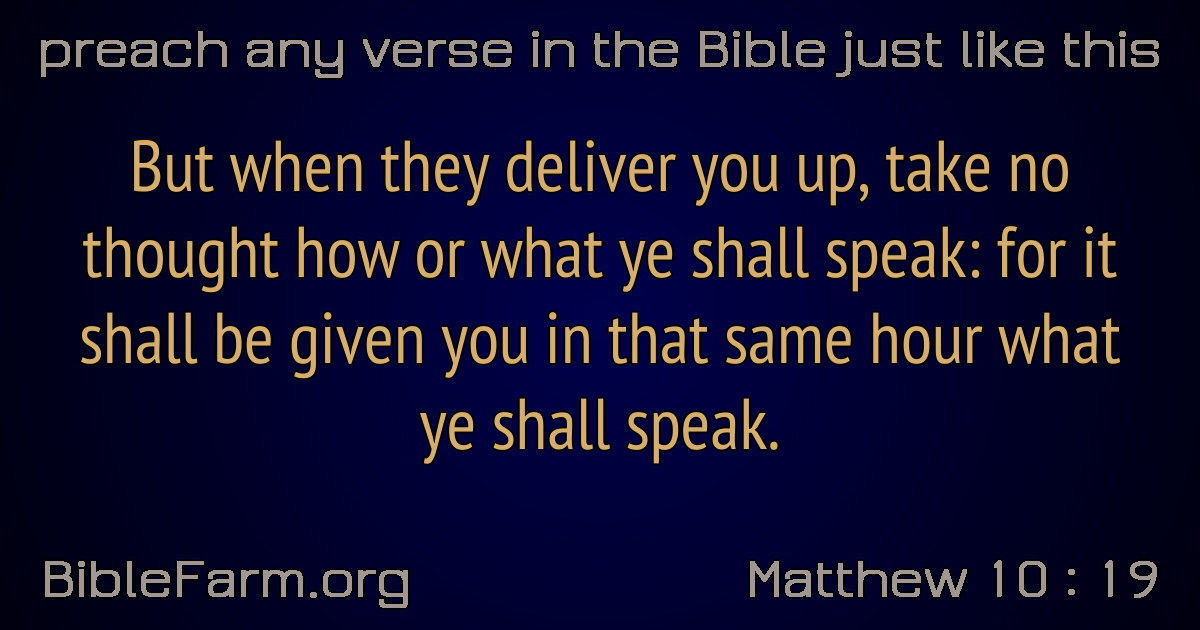 preach any verse in the Bible just like this
But when they deliver you up, take no
thought how or what ye shall speak: for it
shall be given you in that same hour what
ye shall speak.
BibleFarm.org
Matthew 10 : 19